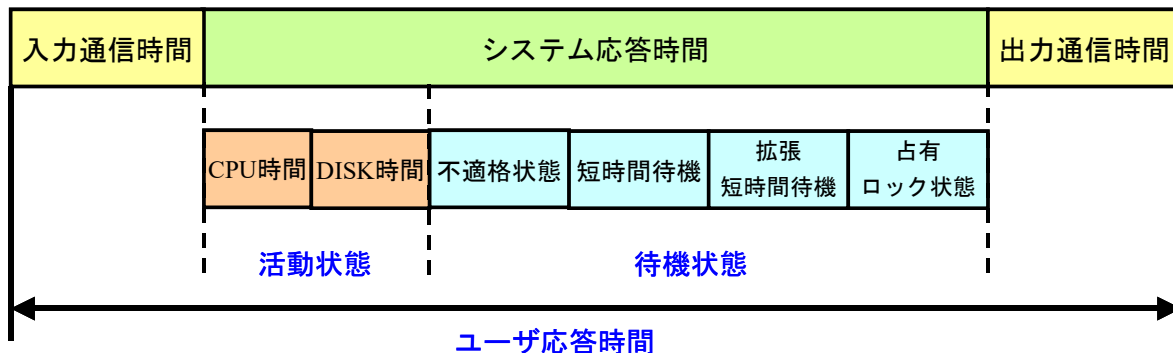 入力通信時間
システム応答時間
出力通信時間
CPU時間
DISK時間
不適格状態
短時間待機
拡張
短時間待機
占有
ロック状態
活動状態
待機状態
ユーザ応答時間